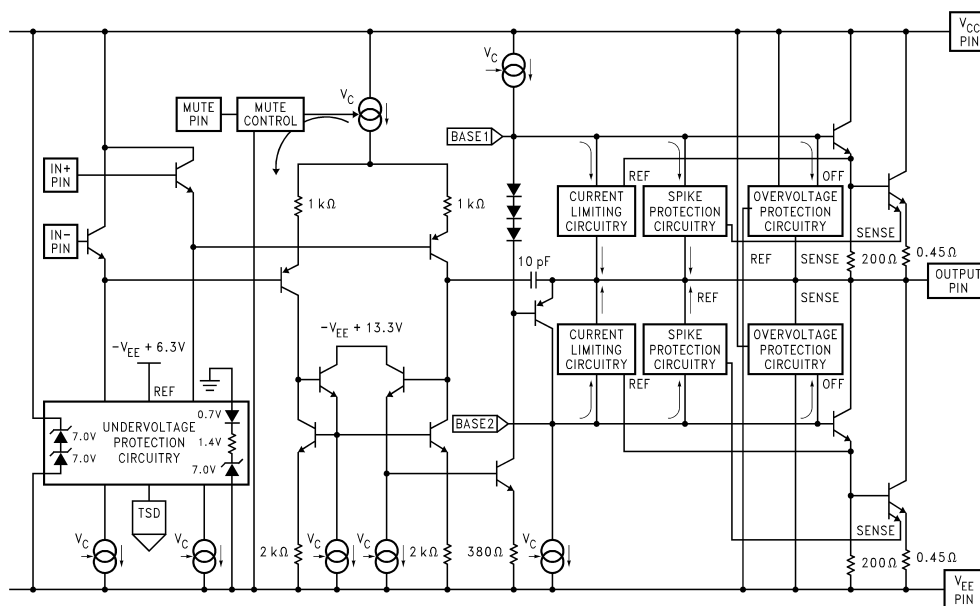 V_CC
PIN
V_C
V_C
MUTE
PIN
MUTE
CONTROL
BASE1
IN+
PIN
IN-
PIN
1 kΩ
1 kΩ
REF
OFF
CURRENT
LIMITING
CIRCUITRY
SPIKE
PROTECTION
CIRCUITRY
OVERVOLTAGE
PROTECTION
CIRCUITRY
SENSE
REF
SENSE
200Ω
0.45Ω
10 pF
OUTPUT
PIN
REF
SENSE
-V_EE + 13.3V
-V_EE + 6.3V
REF
CURRENT
LIMITING
CIRCUITRY
SPIKE
PROTECTION
CIRCUITRY
OVERVOLTAGE
PROTECTION
CIRCUITRY
REF
OFF
BASE2
UNDERVOLTAGE
PROTECTION
CIRCUITRY
7.0V
7.0V
0.7V
1.4V
7.0V
TSD
SENSE
V_C
V_C
2 kΩ
V_C
2 kΩ
380Ω
V_C
200Ω
0.45Ω
V_EE
PIN